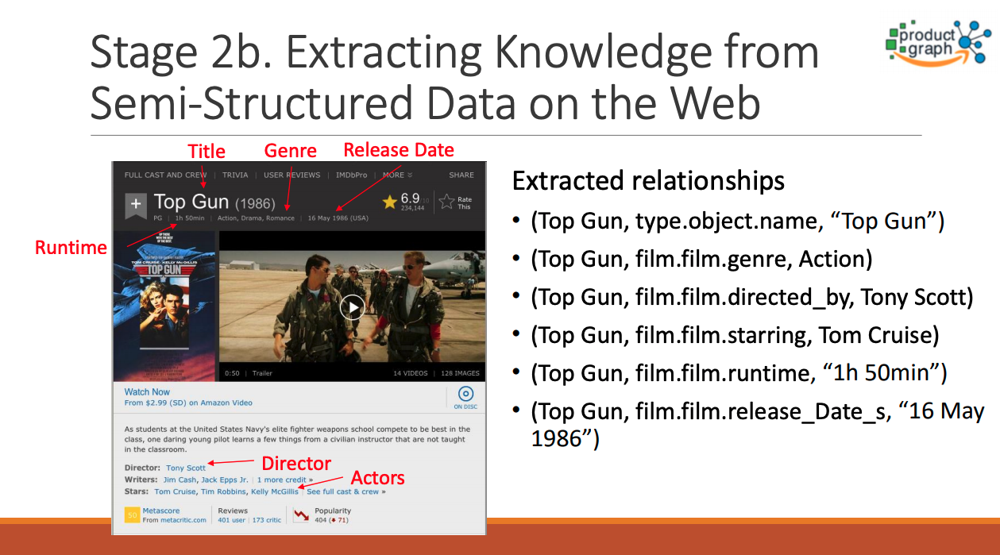 Stage 2b. Extracting Knowledge from
Semi-Structured Data on the Web
product
graph
Title
Genre
Release Date
FULL CAST AND CREW | TRIVIA | USER REVIEWS | IMDbPro | MORE
SHARE
+
Top Gun (1986)
6.9/10
234,144
Rate
This
PG | 1h 50min | Action, Drama, Romance | 16 May 1986 (USA)
Runtime
UP THERE
WITH THE
BEST OF
THE BEST.
TOM CRUISE · KELLY McGILLIS
TOP GUN
0:50 | Trailer
14 VIDEOS | 128 IMAGES
Watch Now
From $2.99 (SD) on Amazon Video
ON DISC
As students at the United States Navy's elite fighter weapons school compete to be best in the
class, one daring young pilot learns a few things from a civilian instructor that are not taught
in the classroom.
Director: Tony Scott
Director
Writers: Jim Cash, Jack Epps Jr. | 1 more credit »
Actors
Stars: Tom Cruise, Tim Robbins, Kelly McGillis | See full cast & crew »
50
Metascore
From metacritic.com
Reviews
401 user | 173 critic
Popularity
404 (71)
Extracted relationships
• (Top Gun, type.object.name, “Top Gun”)
• (Top Gun, film.film.genre, Action)
• (Top Gun, film.film.directed_by, Tony Scott)
• (Top Gun, film.film.starring, Tom Cruise)
• (Top Gun, film.film.runtime, “1h 50min”)
• (Top Gun, film.film.release_Date_s, “16 May
1986”)